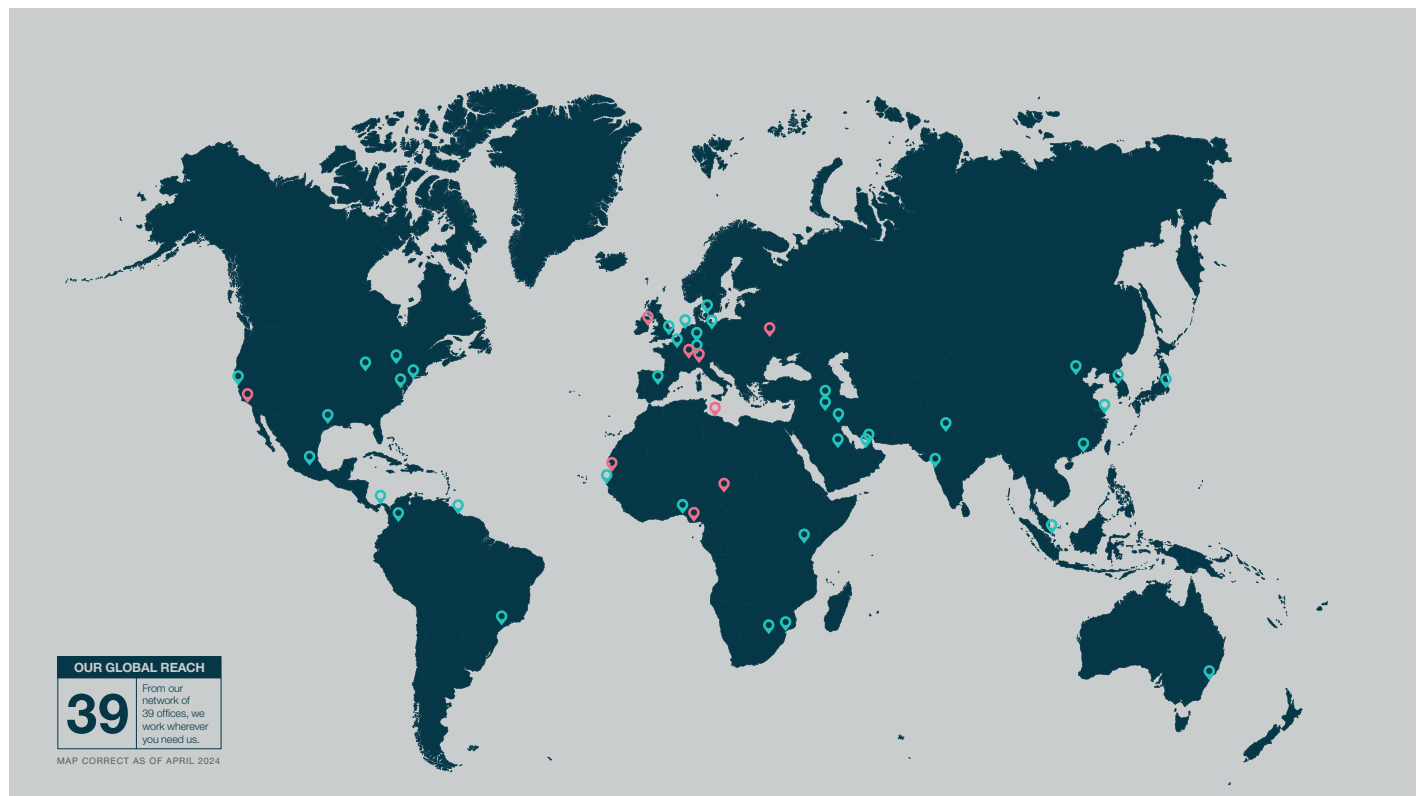 OUR GLOBAL REACH
39
From our
network of
39 offices, we
work wherever
you need us.
MAP CORRECT AS OF APRIL 2024